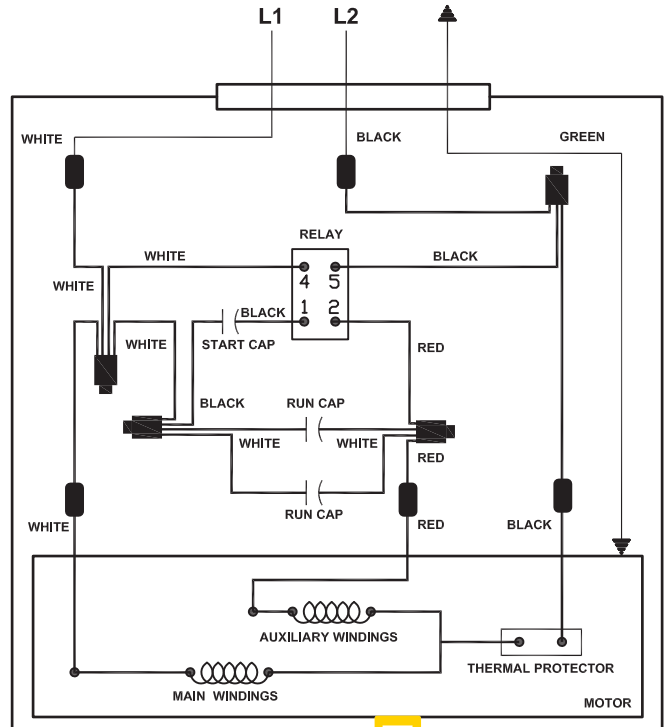 L1 L2
WHITE BLACK GREEN
RELAY
WHITE BLACK
4 5
WHITE
BLACK 1 2
WHITE START CAP RED
BLACK RUN CAP
WHITE WHITE RED
RUN CAP
WHITE RED BLACK
AUXILIARY WINDINGS
THERMAL PROTECTOR
MAIN WINDINGS
MOTOR